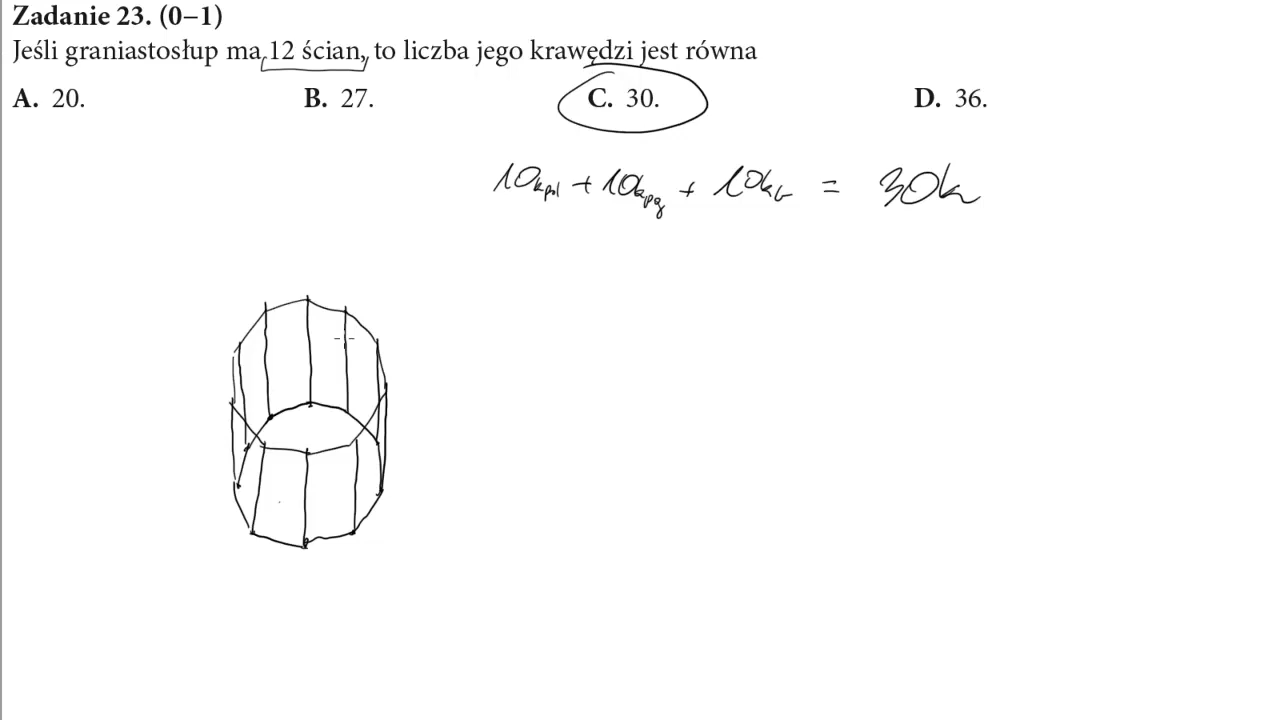 Zadanie 23. (0–1)
Jeśli graniastosłup ma 12 ścian, to liczba jego krawędzi jest równa
A. 20. B. 27. C. 30. D. 36.
10kpd + 10kpg + 10kb = 30k